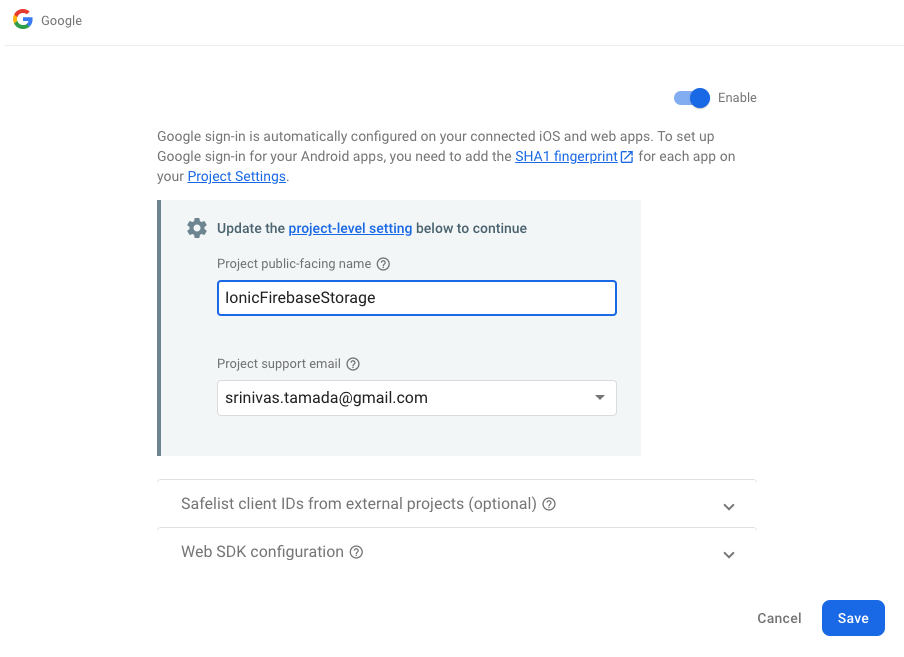 Google
Enable
Google sign-in is automatically configured on your connected iOS and web apps. To set up
Google sign-in for your Android apps, you need to add the SHA1 fingerprint for each app on
your Project Settings.
Update the project-level setting below to continue
Project public-facing name
IonicFirebaseStorage
Project support email
srinivas.tamada@gmail.com
Safelist client IDs from external projects (optional)
Web SDK configuration
Cancel Save